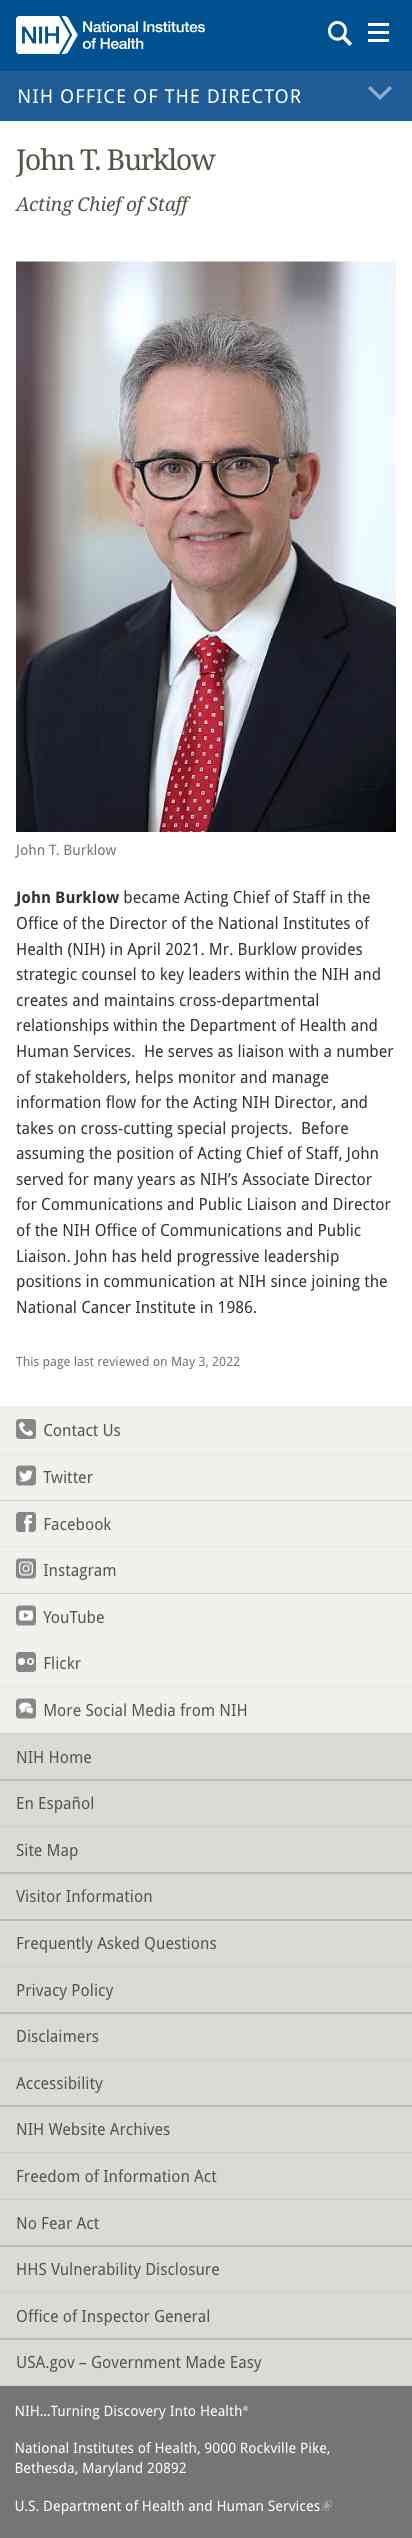 NIH
National Institutes
of Health
NIH OFFICE OF THE DIRECTOR
John T. Burklow
Acting Chief of Staff
John T. Burklow
John Burklow became Acting Chief of Staff in the
Office of the Director of the National Institutes of
Health (NIH) in April 2021. Mr. Burklow provides
strategic counsel to key leaders within the NIH and
creates and maintains cross-departmental
relationships within the Department of Health and
Human Services.  He serves as liaison with a number
of stakeholders, helps monitor and manage
information flow for the Acting NIH Director, and
takes on cross-cutting special projects.  Before
assuming the position of Acting Chief of Staff, John
served for many years as NIH’s Associate Director
for Communications and Public Liaison and Director
of the NIH Office of Communications and Public
Liaison. John has held progressive leadership
positions in communication at NIH since joining the
National Cancer Institute in 1986.
This page last reviewed on May 3, 2022
Contact Us
Twitter
Facebook
Instagram
YouTube
Flickr
More Social Media from NIH
NIH Home
En Español
Site Map
Visitor Information
Frequently Asked Questions
Privacy Policy
Disclaimers
Accessibility
NIH Website Archives
Freedom of Information Act
No Fear Act
HHS Vulnerability Disclosure
Office of Inspector General
USA.gov – Government Made Easy
NIH...Turning Discovery Into Health®
National Institutes of Health, 9000 Rockville Pike,
Bethesda, Maryland 20892
U.S. Department of Health and Human Services